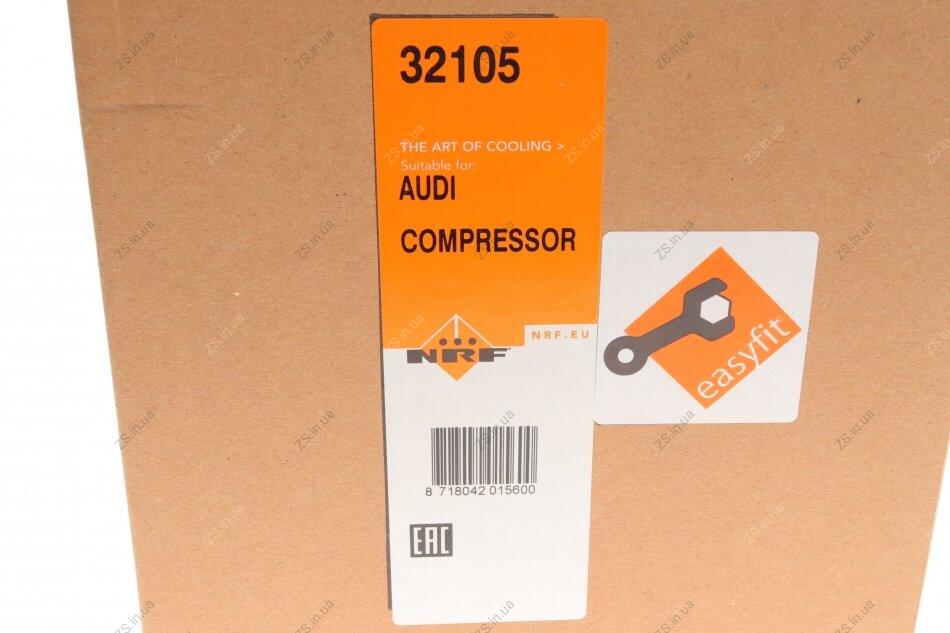 32105
THE ART OF COOLING >
Suitable for:
AUDI
COMPRESSOR
NRF.EU
NRF
easyfit
8 718042 015600
EAC
ZS.in.ua